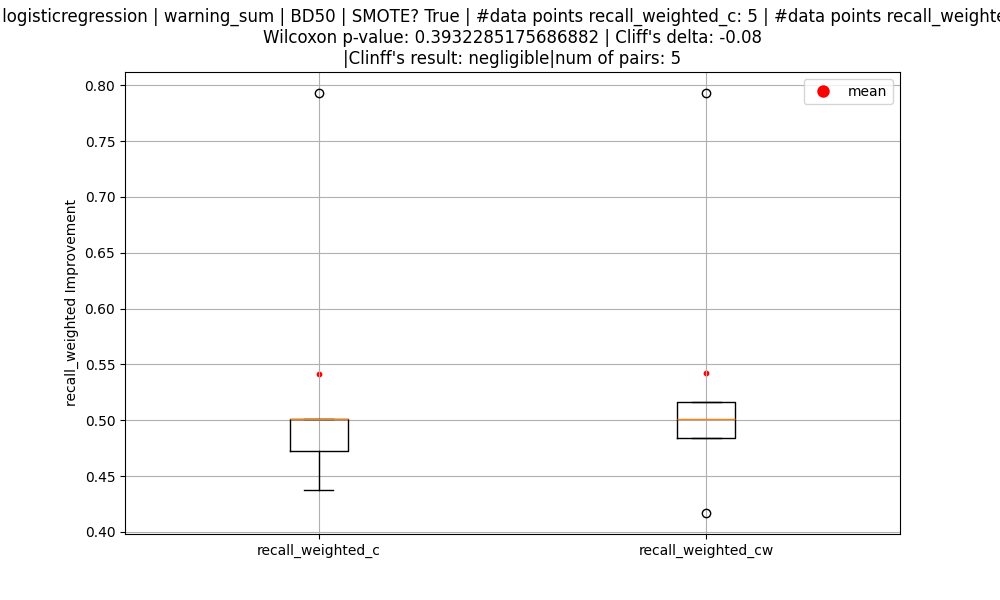 logisticregression | warning_sum | BD50 | SMOTE? True | #data points recall_weighted_c: 5 | #data points recall_weighte
Wilcoxon p-value: 0.3932285175686882 | Cliff's delta: -0.08
|Clinff's result: negligible|num of pairs: 5
mean
recall_weighted Improvement
0.80
0.75
0.70
0.65
0.60
0.55
0.50
0.45
0.40
recall_weighted_c
recall_weighted_cw